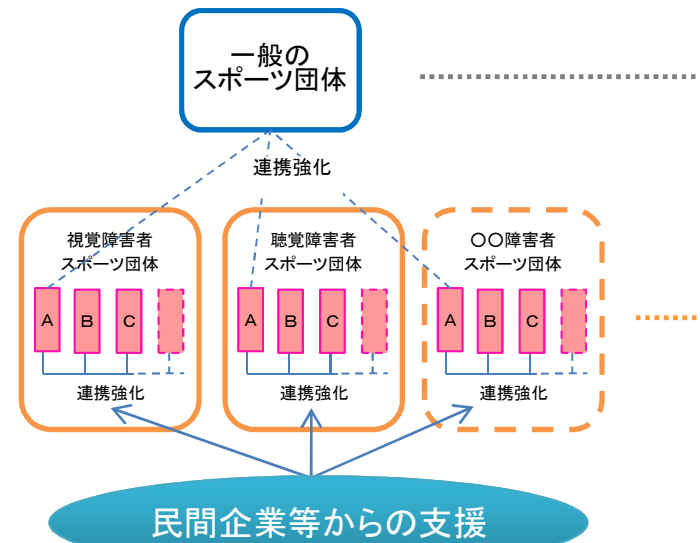 一般の
スポーツ団体
連携強化
視覚障害者
スポーツ団体
A B C
連携強化
聴覚障害者
スポーツ団体
A B C
連携強化
〇〇障害者
スポーツ団体
A B C
連携強化
民間企業等からの支援